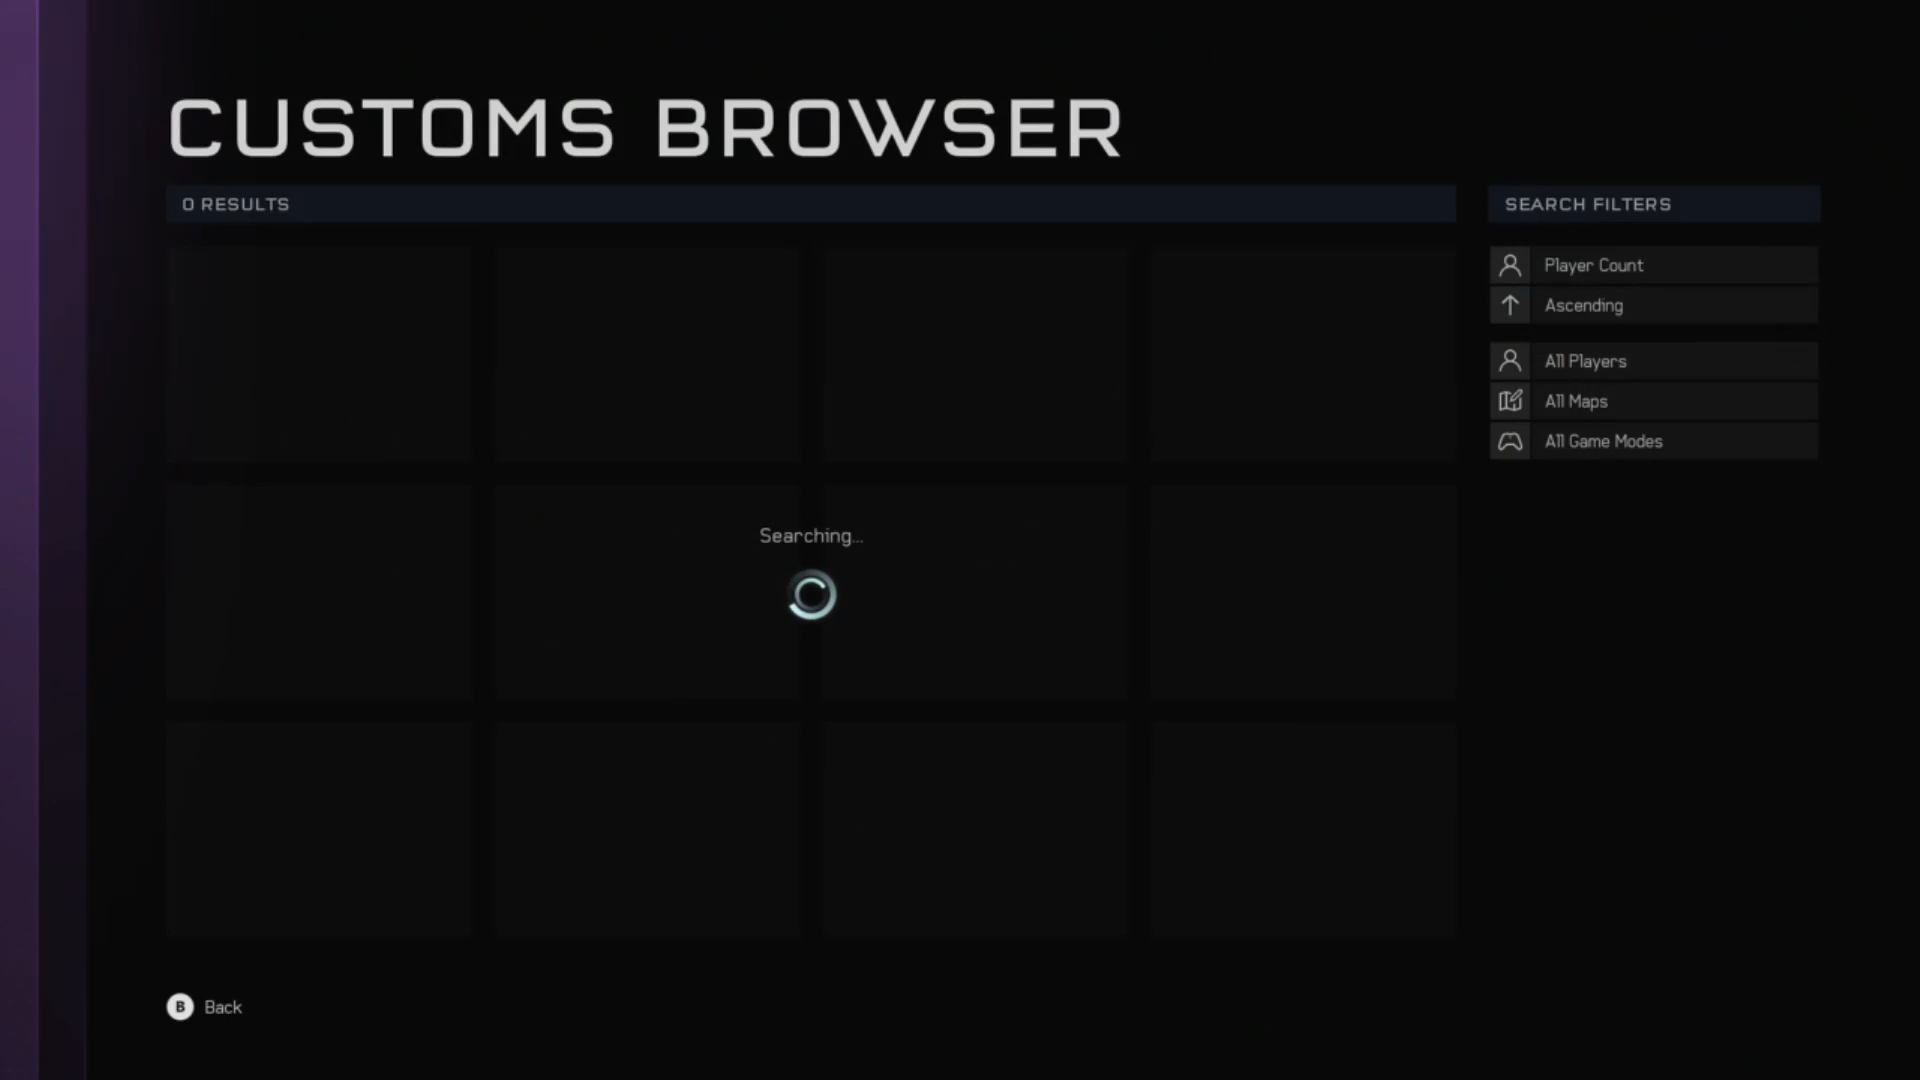 CUSTOMS BROWSER
0 RESULTS
SEARCH FILTERS
Player Count
Ascending
All Players
All Maps
All Game Modes
Searching...
B Back